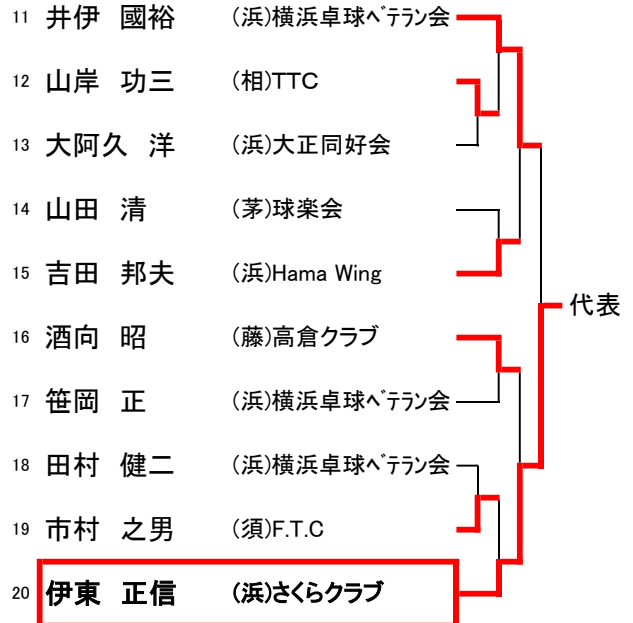 11 井伊 國裕 (浜)横浜卓球ﾍﾞﾃﾗﾝ会
12 山岸 功三 (相)TTC
13 大阿久 洋 (浜)大正同好会
14 山田 清 (茅)球楽会
15 吉田 邦夫 (浜)Hama Wing
代表
16 酒向 昭 (藤)高倉クラブ
17 笹岡 正 (浜)横浜卓球ﾍﾞﾃﾗﾝ会
18 田村 健二 (浜)横浜卓球ﾍﾞﾃﾗﾝ会
19 市村 之男 (須)F.T.C
20 伊東 正信 (浜)さくらクラブ